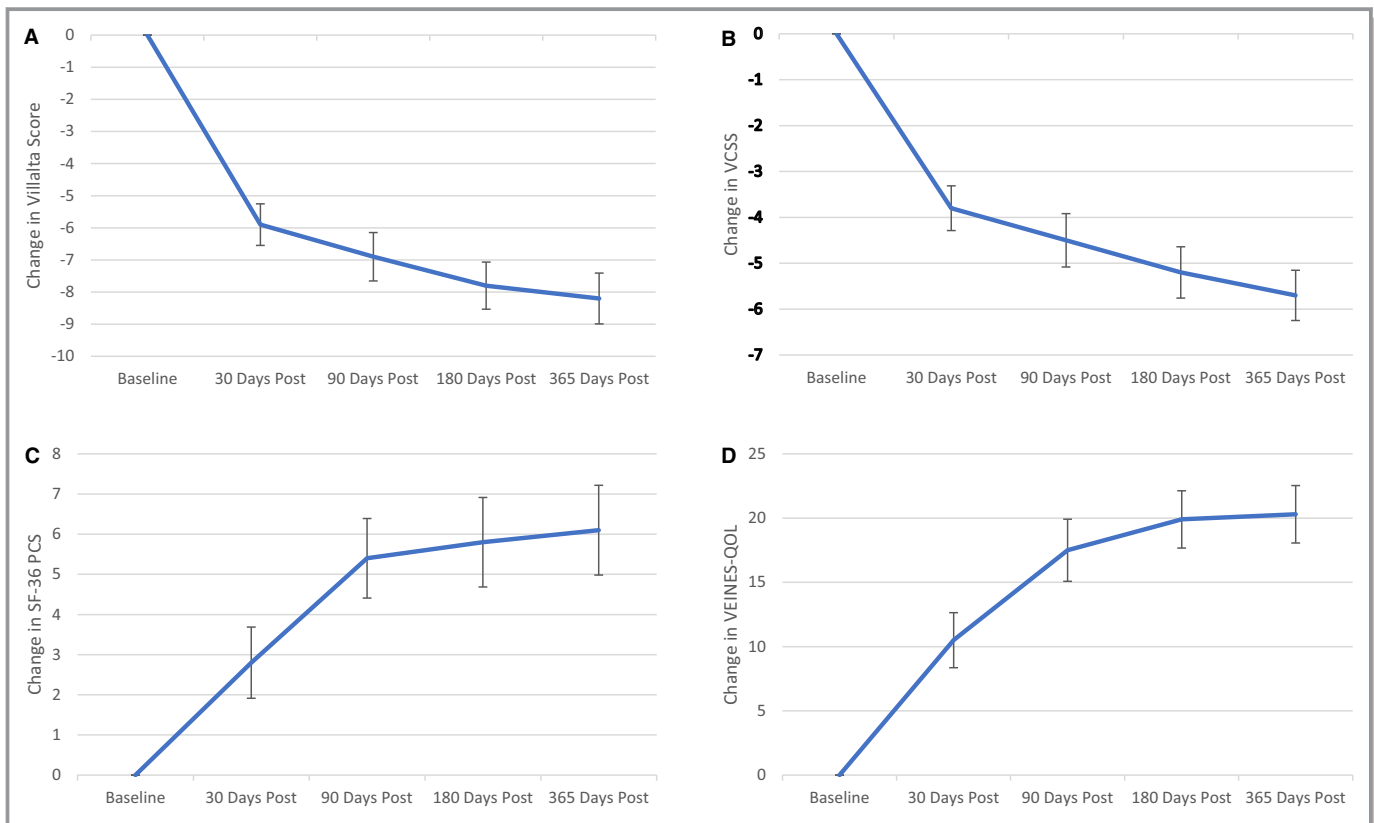 A
Change in Villalta Score
0
-1
-2
-3
-4
-5
-6
-7
-8
-9
-10
Baseline 30 Days Post 90 Days Post 180 Days Post 365 Days Post
B
Change in VCSS
0
-1
-2
-3
-4
-5
-6
-7
Baseline 30 Days Post 90 Days Post 180 Days Post 365 Days Post
C
Change in SF-36 PCS
8
7
6
5
4
3
2
1
0
Baseline 30 Days Post 90 Days Post 180 Days Post 365 Days Post
D
Change in VEINES-QOL
25
20
15
10
5
0
Baseline 30 Days Post 90 Days Post 180 Days Post 365 Days Post